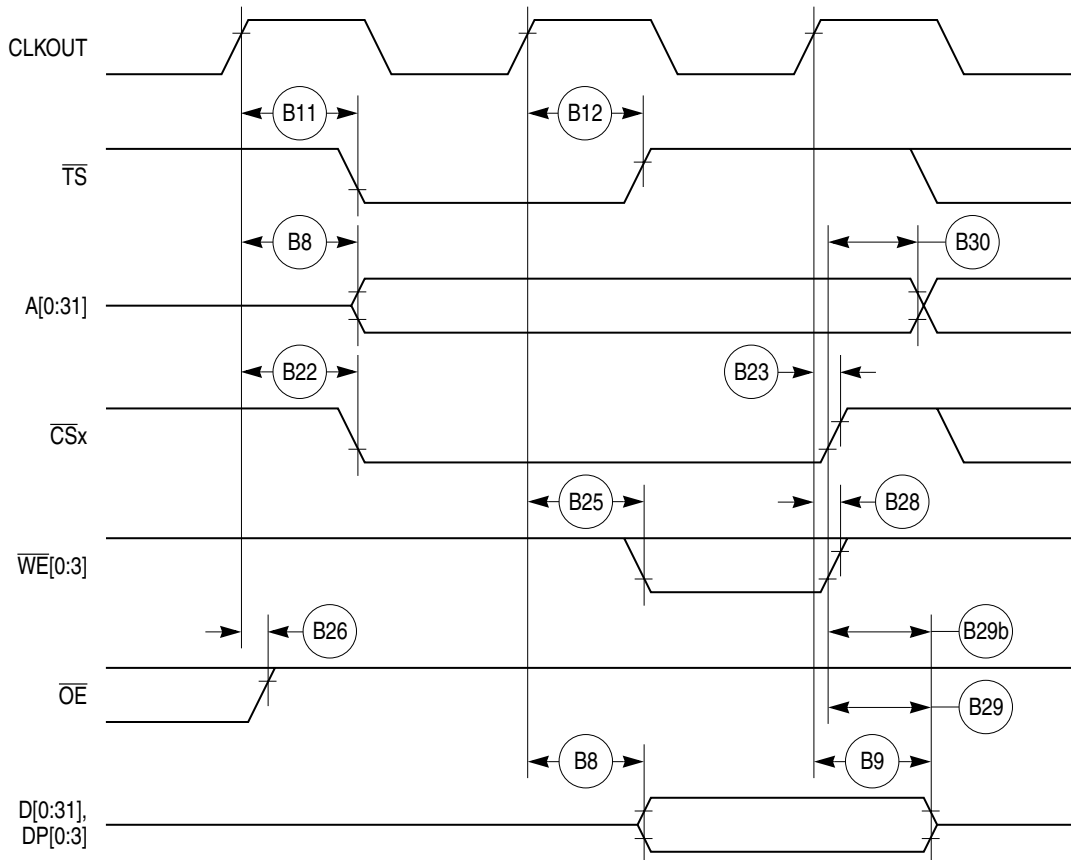 CLKOUT
B11
B12
TS
B8
B30
A[0:31]
B22
B23
CSx
B25
B28
WE[0:3]
B26
B29b
OE
B29
B8
B9
D[0:31],
DP[0:3]